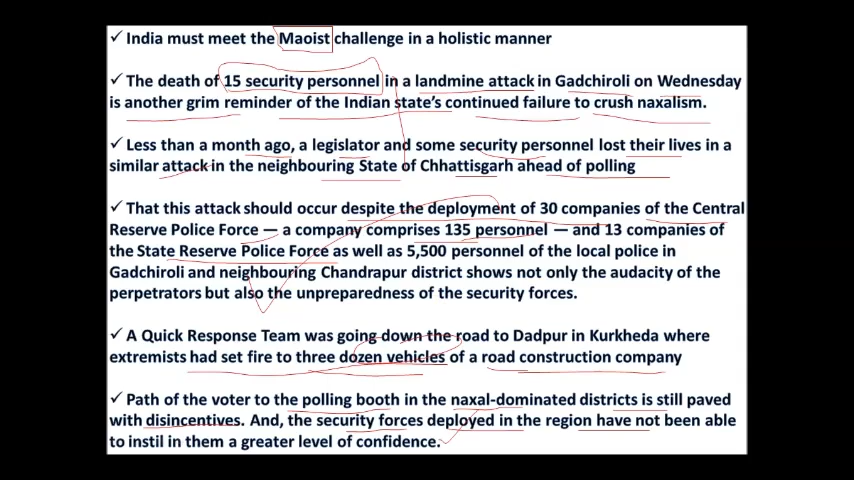 ✓ India must meet the Maoist challenge in a holistic manner
✓ The death of 15 security personnel in a landmine attack in Gadchiroli on Wednesday
is another grim reminder of the Indian state's continued failure to crush naxalism.
✓ Less than a month ago, a legislator and some security personnel lost their lives in a
similar attack in the neighbouring State of Chhattisgarh ahead of polling
✓ That this attack should occur despite the deployment of 30 companies of the Central
Reserve Police Force — a company comprises 135 personnel — and 13 companies of
the State Reserve Police Force as well as 5,500 personnel of the local police in
Gadchiroli and neighbouring Chandrapur district shows not only the audacity of the
perpetrators but also the unpreparedness of the security forces.
✓ A Quick Response Team was going down the road to Dadpur in Kurkheda where
extremists had set fire to three dozen vehicles of a road construction company
✓ Path of the voter to the polling booth in the naxal-dominated districts is still paved
with disincentives. And, the security forces deployed in the region have not been able
to instil in them a greater level of confidence.